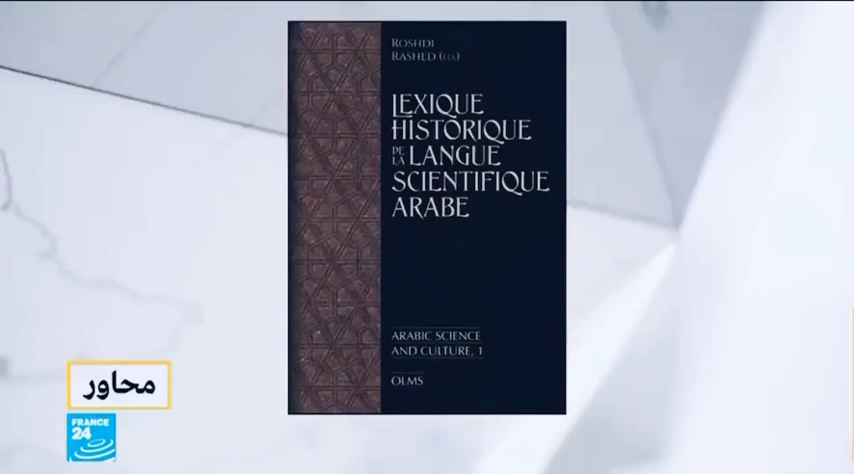 ROSHDI
RASHED (ED.)
LEXIQUE
HISTORIQUE
DE LA LANGUE
SCIENTIFIQUE
ARABE
ARABIC SCIENCE
AND CULTURE, 1
OLMS
محاور
FRANCE
24